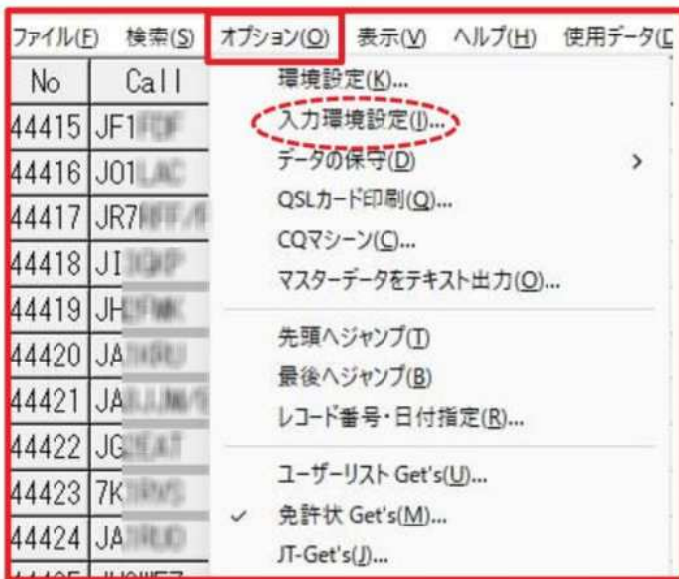 ファイル(F) 検索(S) オプション(O) 表示(V) ヘルプ(H) 使用データ(D
No Call
環境設定(K)...
44415 JF1
入力環境設定(I)...
44416 JO1
データの保守(D) >
44417 JR7
QSLカード印刷(Q)...
CQマシーン(C)...
44418 JI
マスターデータをテキスト出力(O)...
44419 JH
先頭へジャンプ(T)
44420 JA
最後へジャンプ(B)
44421 JA
レコード番号・日付指定(R)...
44422 JG
ユーザーリスト Get's(U)...
44423 7K
✓ 免許状 Get's(M)...
44424 JA
JT-Get's(J)...